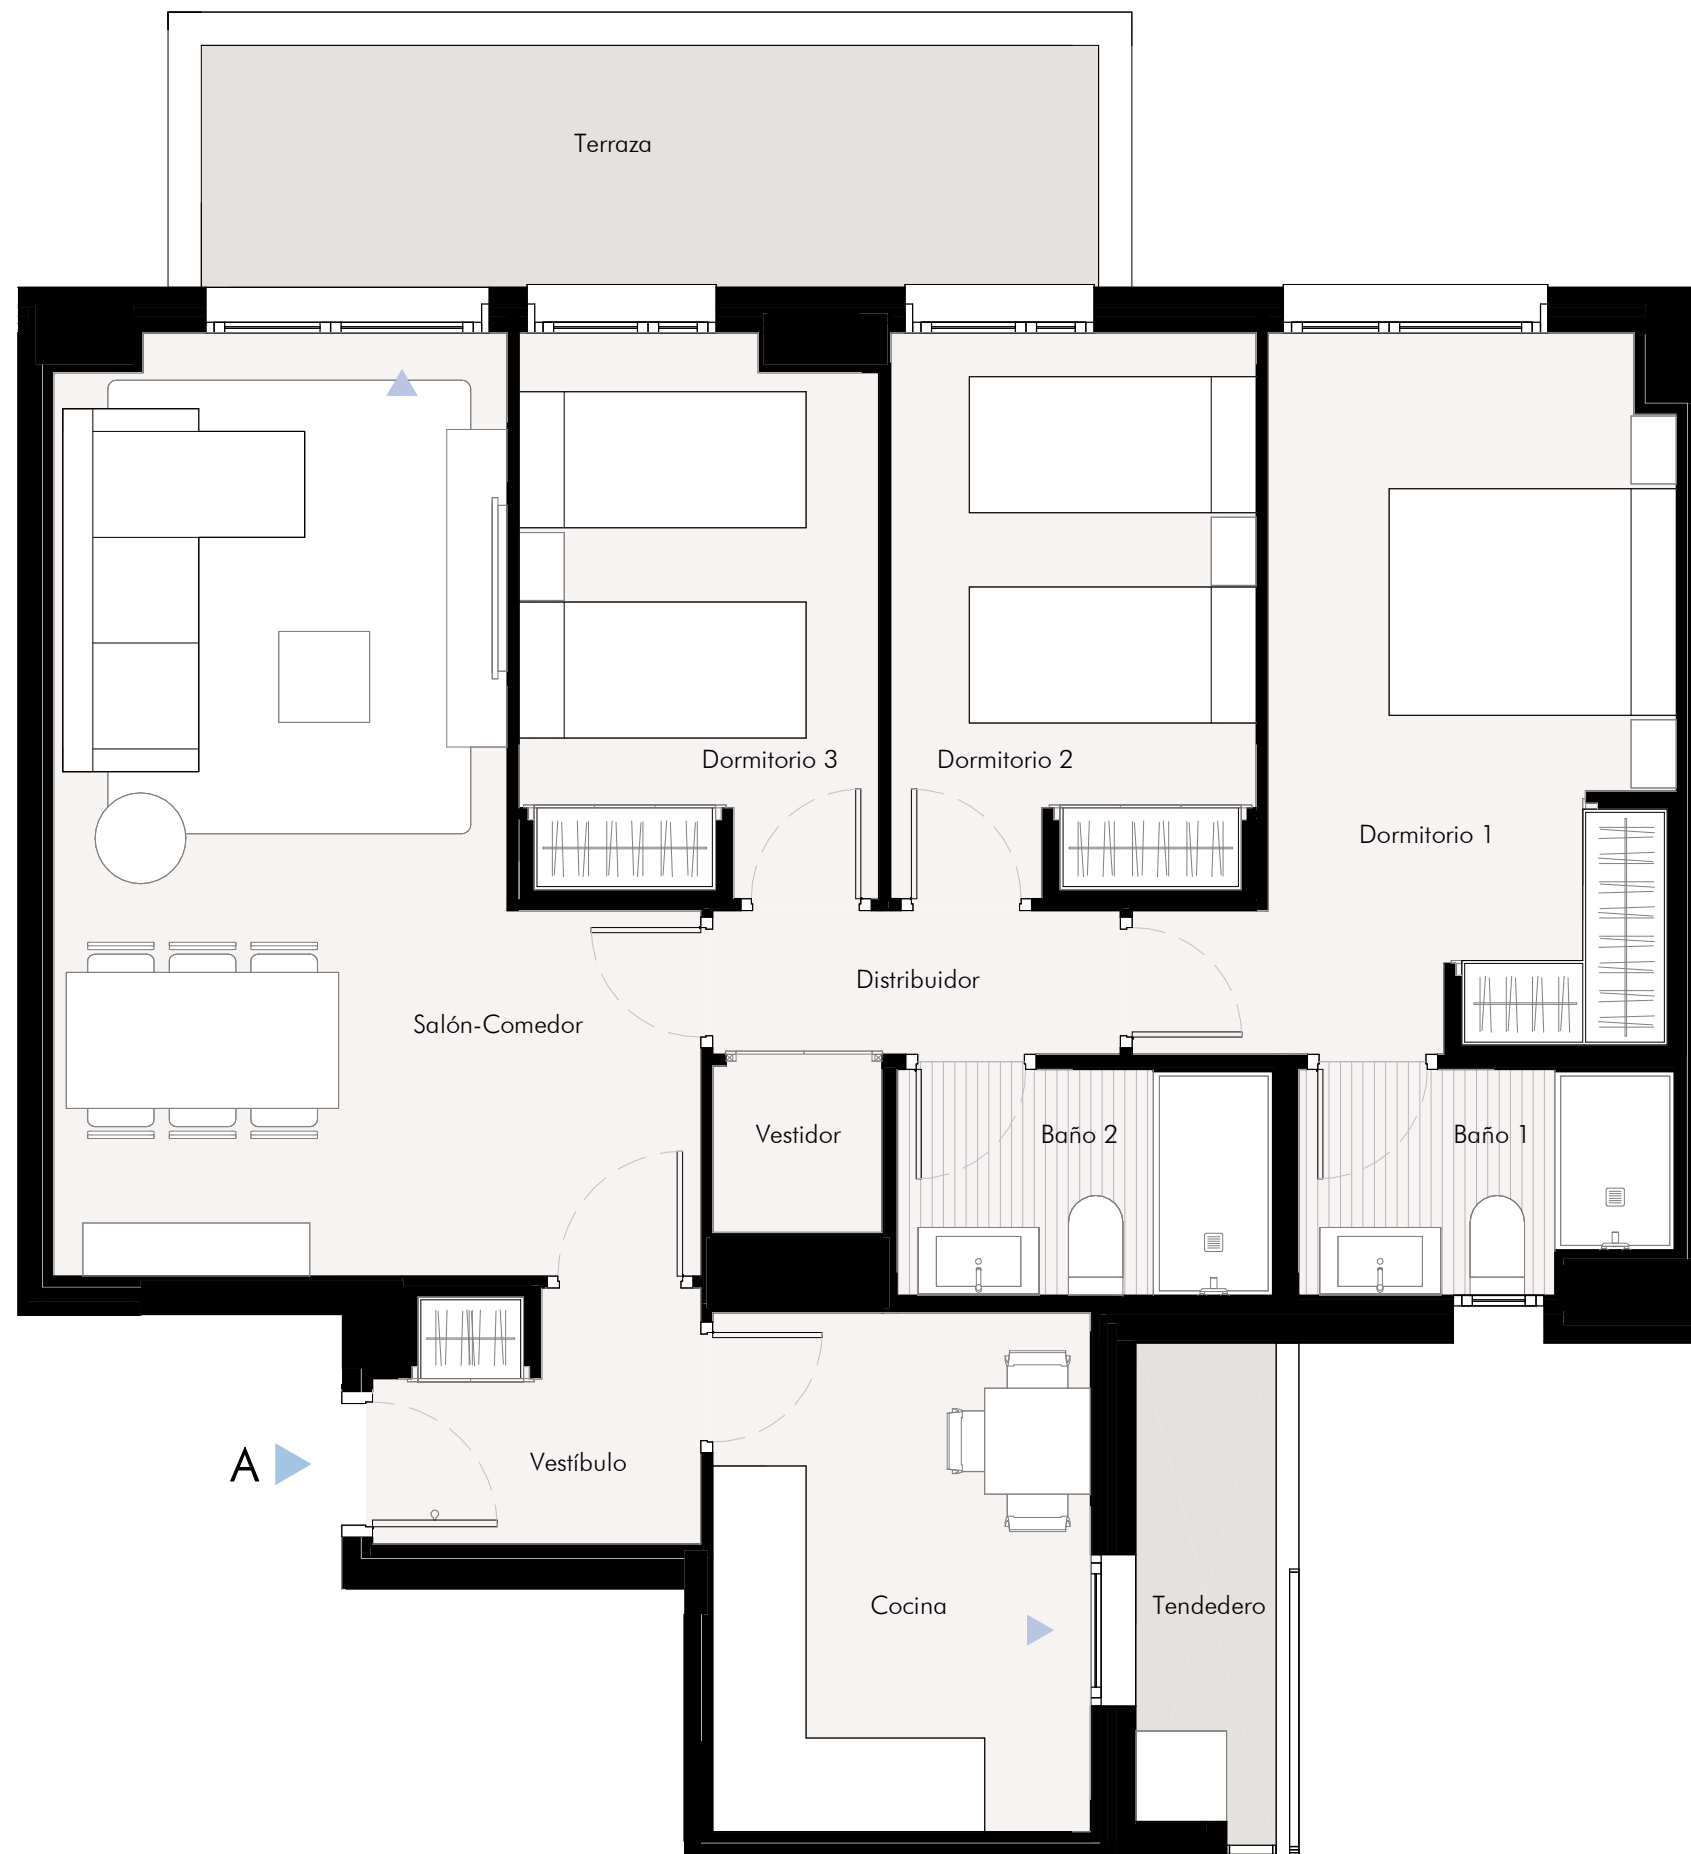 Terraza
Dormitorio 3
Dormitorio 2
Dormitorio 1
Distribuidor
Salón-Comedor
Vestidor
Baño 2
Baño 1
A
Vestíbulo
Cocina
Tendedero